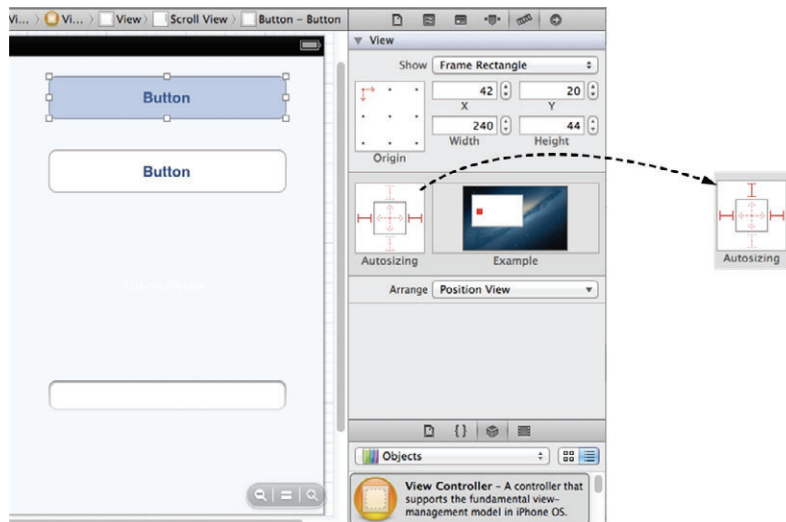 Vi... 〉 Vi... 〉 View 〉 Scroll View 〉 Button – Button
View
Show Frame Rectangle
42 20
X Y
240 44
Width Height
Origin
Button
Button
Autosizing Example
Autosizing
Arrange Position View
{}
Objects
View Controller – A controller that
supports the fundamental view-
management model in iPhone OS.